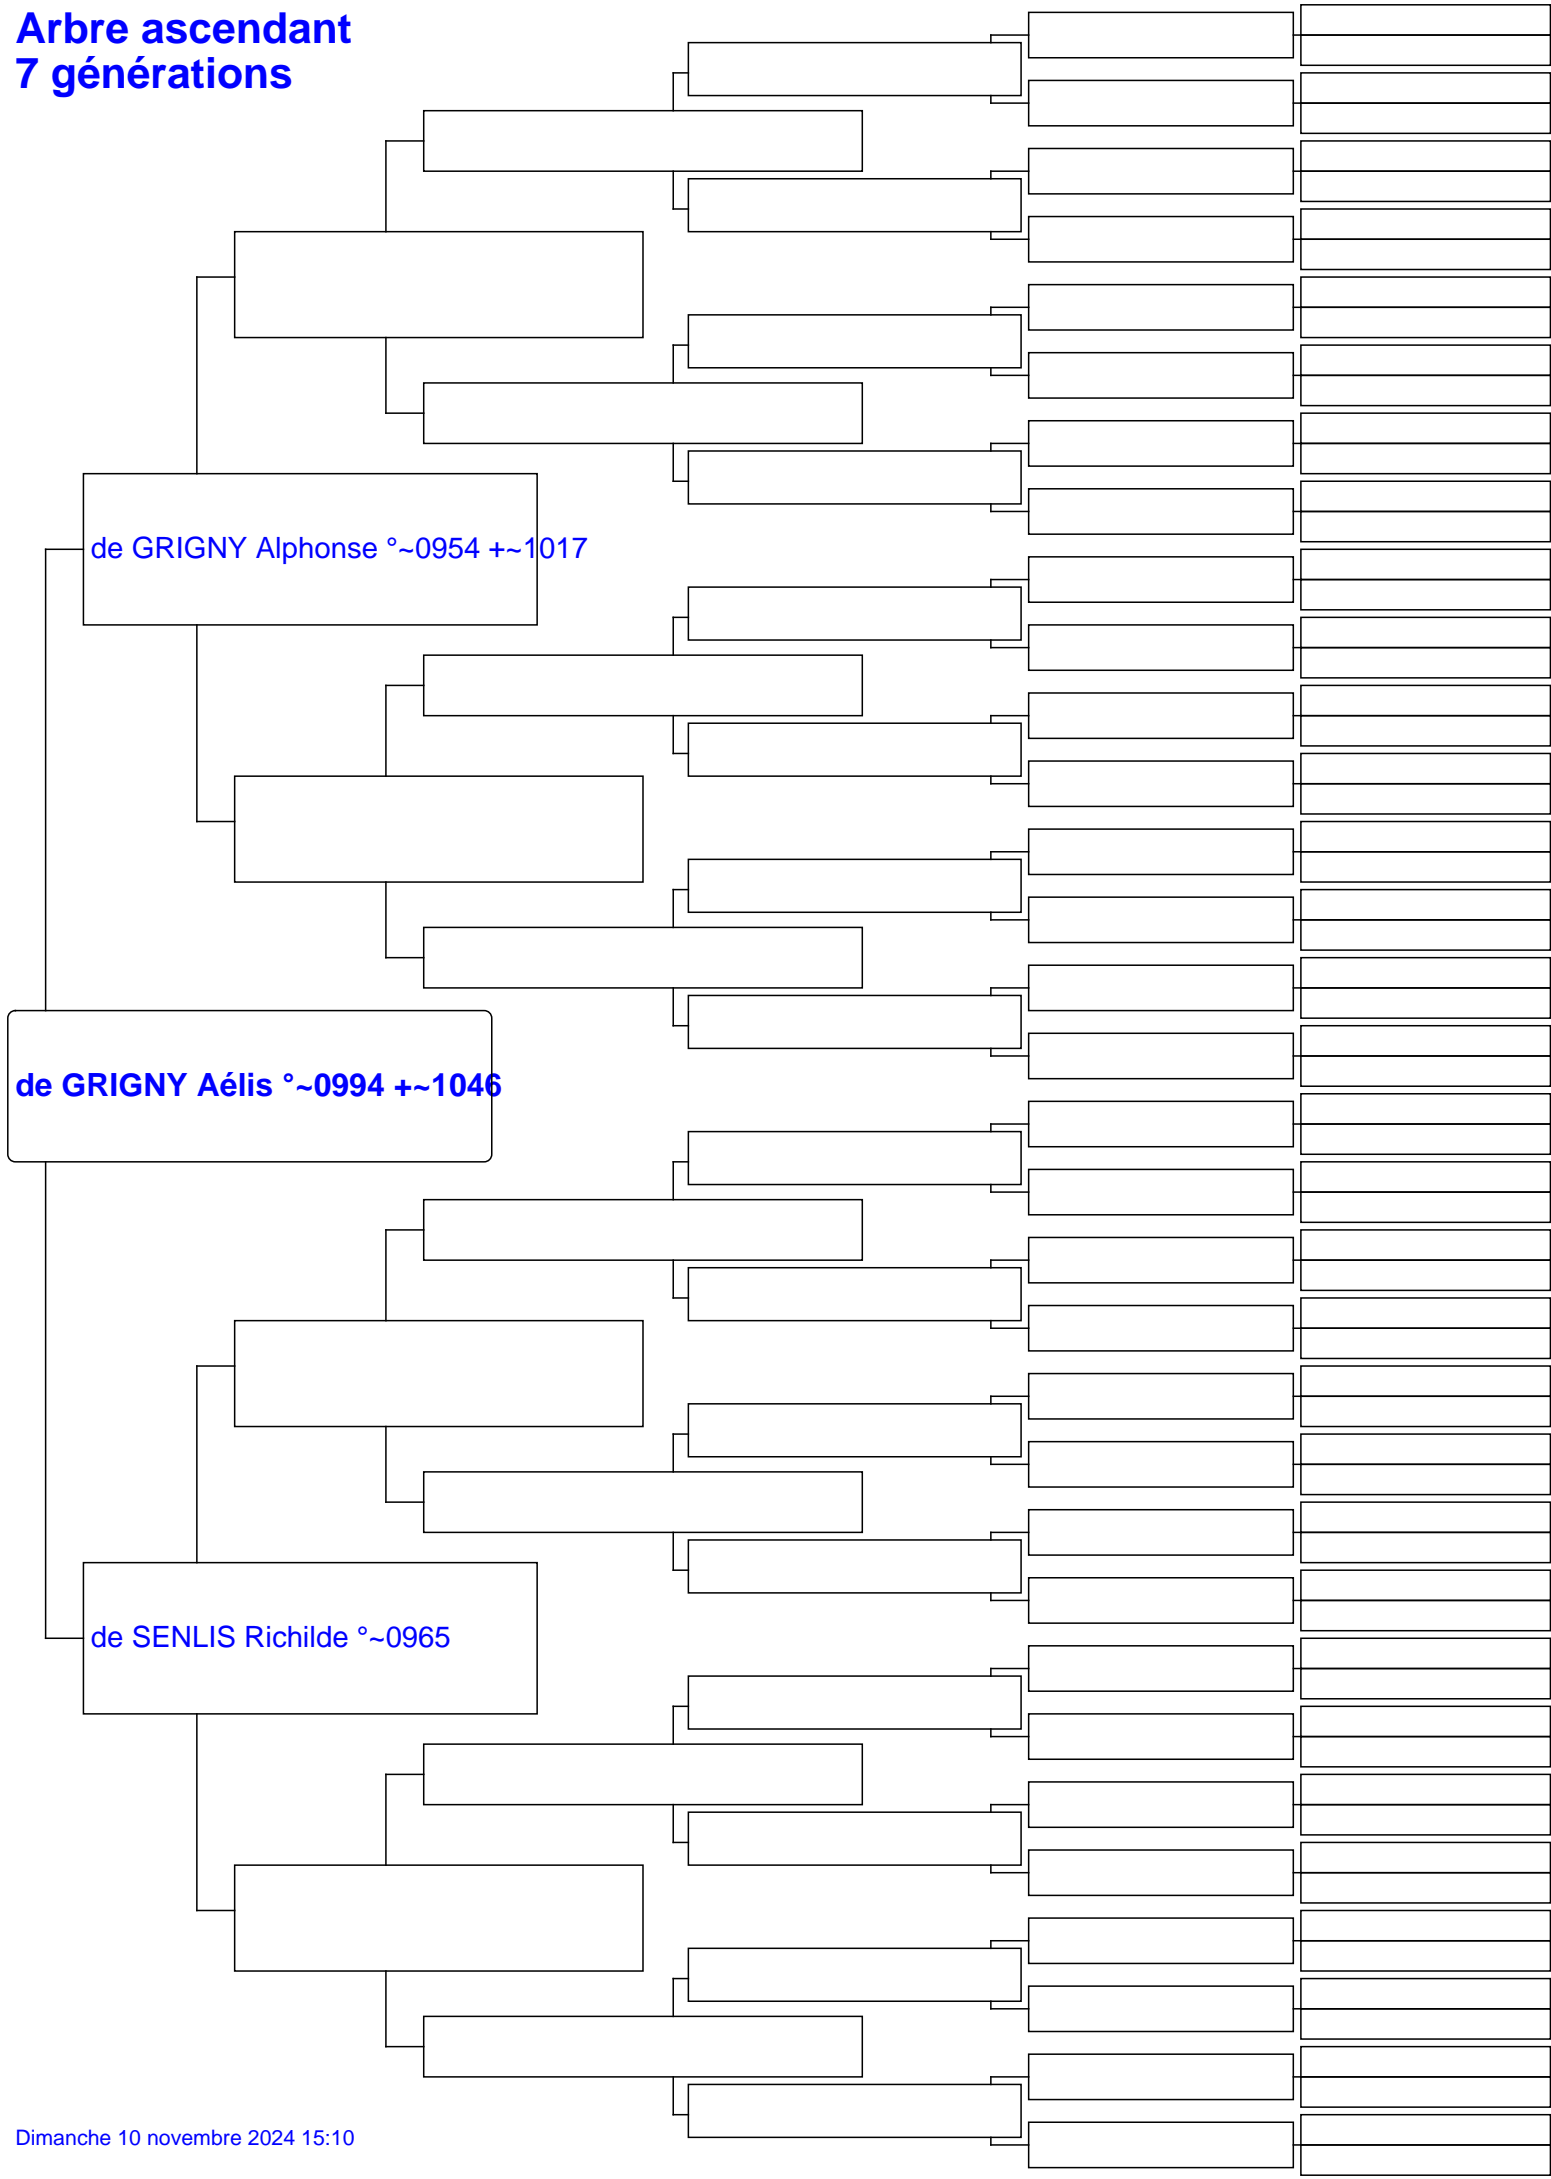 Arbre ascendant
7 générations
de GRIGNY Alphonse °~0954 +~1017
de GRIGNY Aélis °~0994 +~1046
de SENLIS Richilde °~0965
Dimanche 10 novembre 2024 15:10